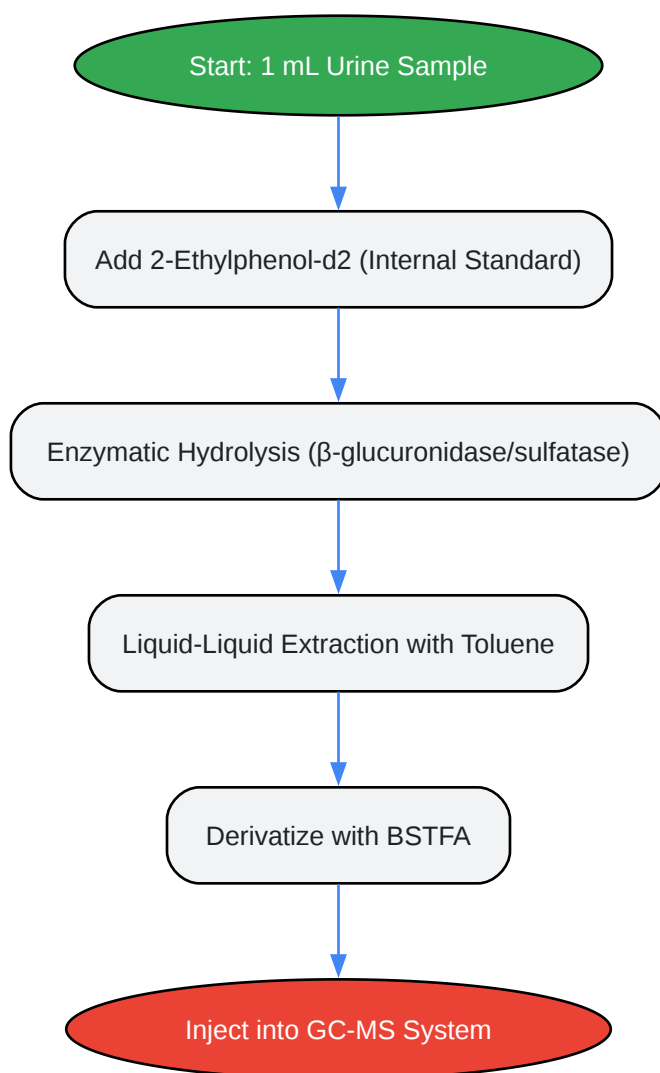 Start: 1 mL Urine Sample
Add 2-Ethylphenol-d2 (Internal Standard)
Enzymatic Hydrolysis (β-glucuronidase/sulfatase)
Liquid-Liquid Extraction with Toluene
Derivatize with BSTFA
Inject into GC-MS System